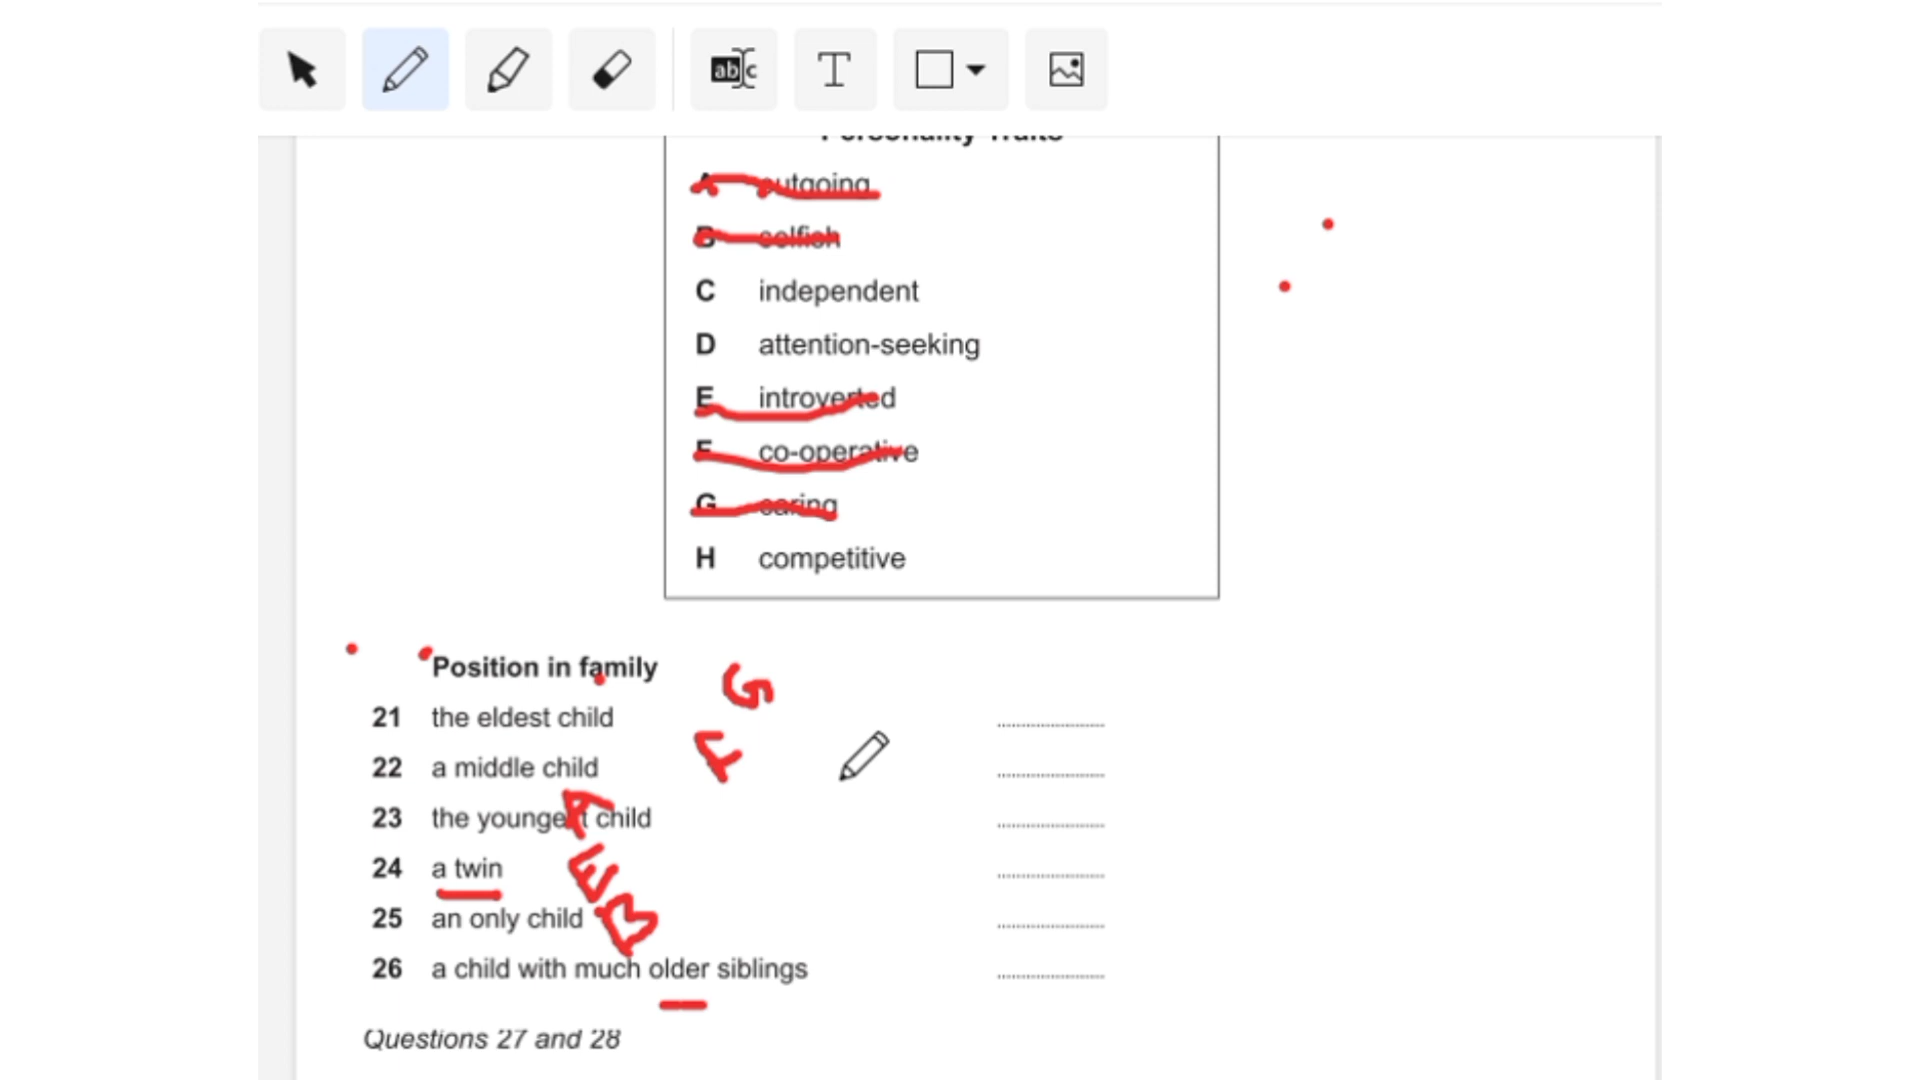 abc T
Personality Traits
A outgoing
B selfish
C independent
D attention-seeking
E introverted
F co-operative
G caring
H competitive
Position in family
G
21 the eldest child
F
22 a middle child
A
23 the youngest child
E
24 a twin
B
25 an only child
26 a child with much older siblings
Questions 27 and 28